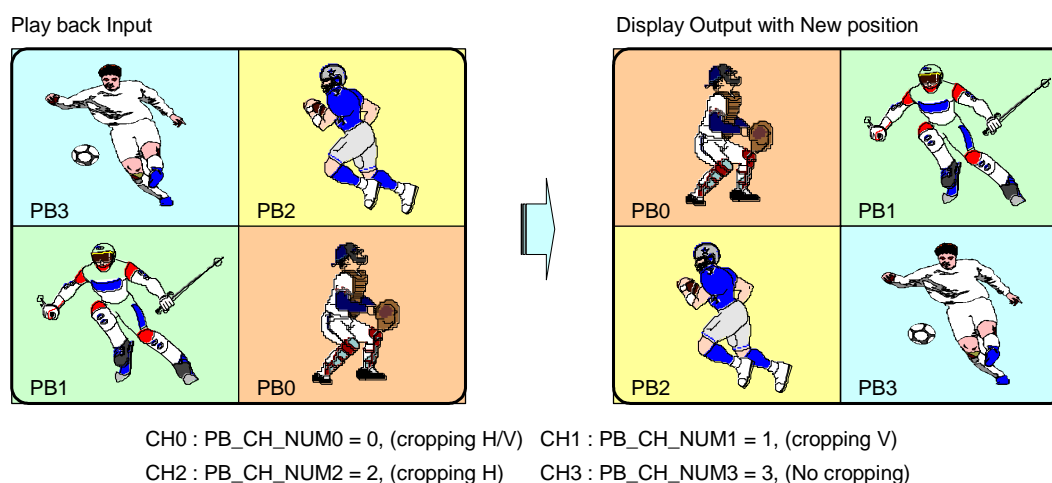 Play back Input
Display Output with New position
PB3
PB2
PB0
PB1
PB1
PB0
PB2
PB3
CH0 : PB_CH_NUM0 = 0, (cropping H/V) CH1 : PB_CH_NUM1 = 1, (cropping V)
CH2 : PB_CH_NUM2 = 2, (cropping H) CH3 : PB_CH_NUM3 = 3, (No cropping)